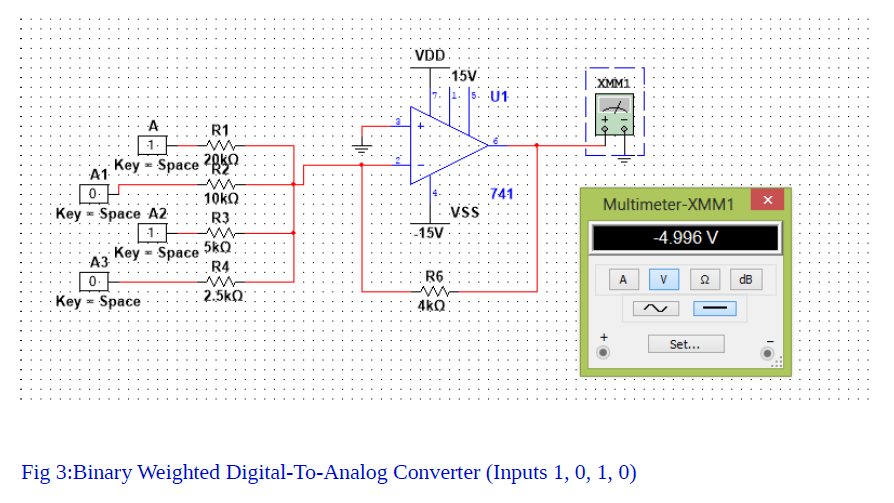 VDD
15V
7
1
5
U1
XMM1
+ -
A
R1
1
20kΩ
Key = Space
R2
A1
0
10kΩ
Key = Space
A2
R3
1
5kΩ
Key = Space
A3
R4
0
2.5kΩ
Key = Space
3
+
2
-
6
4
741
VSS
-15V
R6
4kΩ
Multimeter-XMM1
×
-4.996 V
A V Ω dB
+
Set...
-
Fig 3:Binary Weighted Digital-To-Analog Converter (Inputs 1, 0, 1, 0)